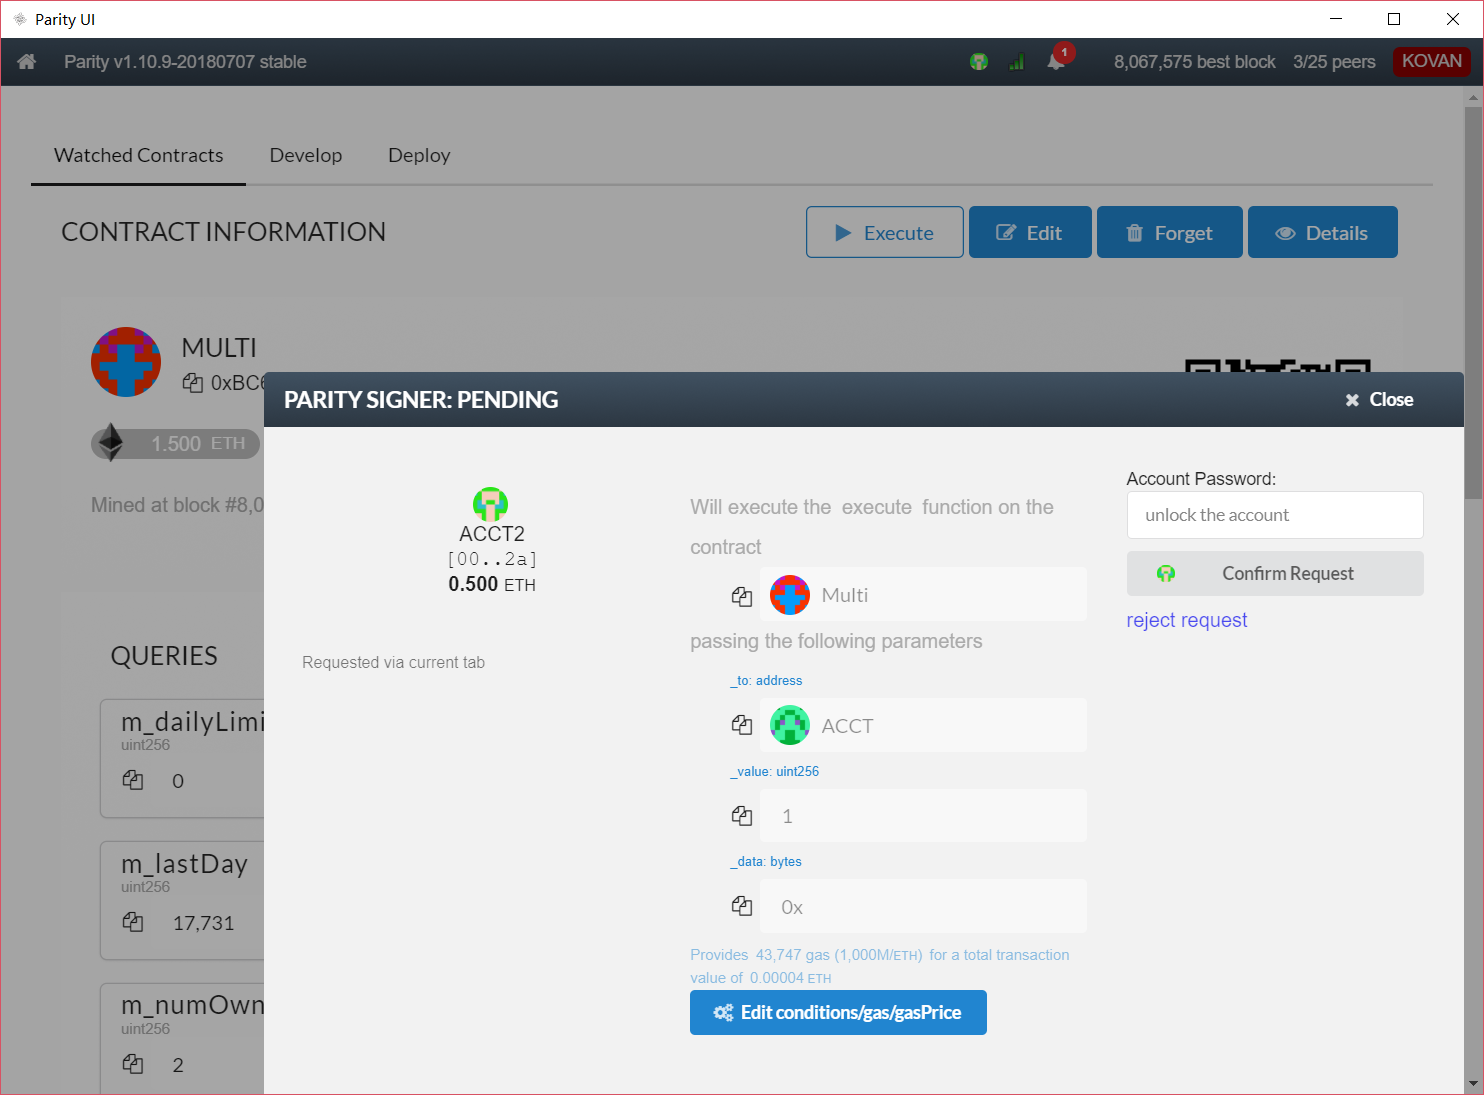 Parity UI
Parity v1.10.9-20180707 stable
1
8,067,575 best block
3/25 peers
KOVAN
Watched Contracts
Develop
Deploy
CONTRACT INFORMATION
Execute
Edit
Forget
Details
MULTI
0xBC6
1.500 ETH
Mined at block #8,0
QUERIES
m_dailyLimi
uint256
0
m_lastDay
uint256
17,731
m_numOwn
uint256
2
PARITY SIGNER: PENDING
Close
ACCT2
[00..2a]
0.500 ETH
Requested via current tab
Will execute the execute function on the
contract
Multi
passing the following parameters
_to: address
ACCT
_value: uint256
1
_data: bytes
0x
Provides 43,747 gas (1,000M/ETH) for a total transaction
value of 0.00004 ETH
Edit conditions/gas/gasPrice
Account Password:
unlock the account
Confirm Request
reject request